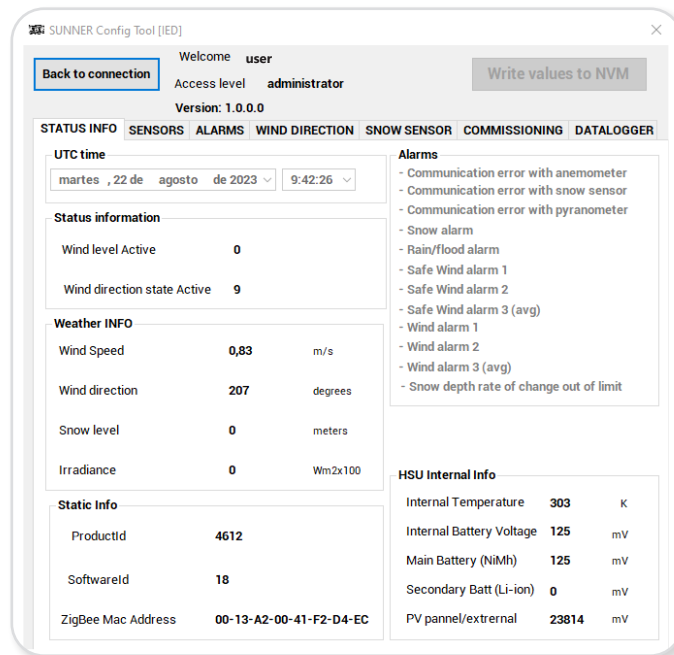 SUNNER Config Tool [IED]
Back to connection
Welcome user
Access level administrator
Version: 1.0.0.0
Write values to NVM
STATUS INFO SENSORS ALARMS WIND DIRECTION SNOW SENSOR COMMISSIONING DATALOGGER
UTC time
martes , 22 de agosto de 2023 9:42:26
Status information
Wind level Active 0
Wind direction state Active 9
Weather INFO
Wind Speed 0,83 m/s
Wind direction 207 degrees
Snow level 0 meters
Irradiance 0 Wm2x100
Static Info
ProductId 4612
SoftwareId 18
ZigBee Mac Address 00-13-A2-00-41-F2-D4-EC
Alarms
- Communication error with anemometer
- Communication error with snow sensor
- Communication error with pyranometer
- Snow alarm
- Rain/flood alarm
- Safe Wind alarm 1
- Safe Wind alarm 2
- Safe Wind alarm 3 (avg)
- Wind alarm 1
- Wind alarm 2
- Wind alarm 3 (avg)
- Snow depth rate of change out of limit
HSU Internal Info
Internal Temperature 303 K
Internal Battery Voltage 125 mV
Main Battery (NiMh) 125 mV
Secondary Batt (Li-ion) 0 mV
PV pannel/extrernal 23814 mV